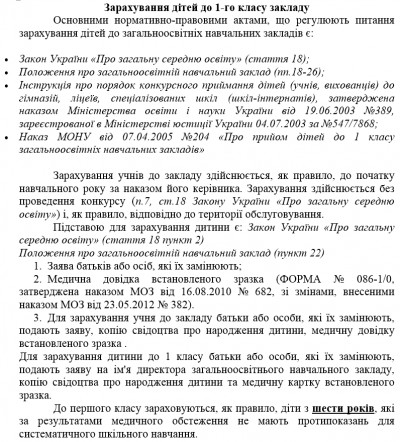 Зарахування дітей до 1-го класу закладу
Основними нормативно-правовими актами, що регулюють питання
зарахування дітей до загальноосвітніх навчальних закладів є:
• Закон України «Про загальну середню освіту» (стаття 18);
• Положення про загальноосвітній навчальний заклад (пп.18-26);
• Інструкція про порядок конкурсного приймання дітей (учнів, вихованців) до
гімназій, ліцеїв, спеціалізованих шкіл (шкіл-інтернатів), затверджена
наказом Міністерства освіти і науки України від 19.06.2003 №389,
зареєстрованого в Міністерстві юстиції України 04.07.2003 за №547/7868;
• Наказ МОНУ від 07.04.2005 №204 «Про прийом дітей до 1 класу
загальноосвітніх навчальних закладів»
Зарахування учнів до закладу здійснюється, як правило, до початку
навчального року за наказом його керівника. Зарахування здійснюється без
проведення конкурсу (п.7, ст.18 Закону України «Про загальну середню
освіту») і, як правило, відповідно до території обслуговування.
Підставою для зарахування дитини є: Закон України «Про загальну
середню освіту» (стаття 18 пункт 2)
Положення про загальноосвітній навчальний заклад (пункт 22)
1. Заява батьків або осіб, які їх замінюють;
2. Медична довідка встановленого зразка (ФОРМА № 086-1/0,
затверджена наказом МОЗ від 16.08.2010 № 682, зі змінами, внесеними
наказом МОЗ від 23.05.2012 № 382).
3. Для зарахування учня до закладу батьки або особи, які їх замінюють,
подають заяву, копію свідоцтва про народження дитини, медичну довідку
встановленого зразка .
Для зарахування дитини до 1 класу батьки або особи, які їх замінюють,
подають заяву на ім'я директора загальноосвітнього навчального закладу,
копію свідоцтва про народження дитини та медичну картку встановленого
зразка.
До першого класу зараховуються, як правило, діти з шести років, які
за результатами медичного обстеження не мають протипоказань для
систематичного шкільного навчання.